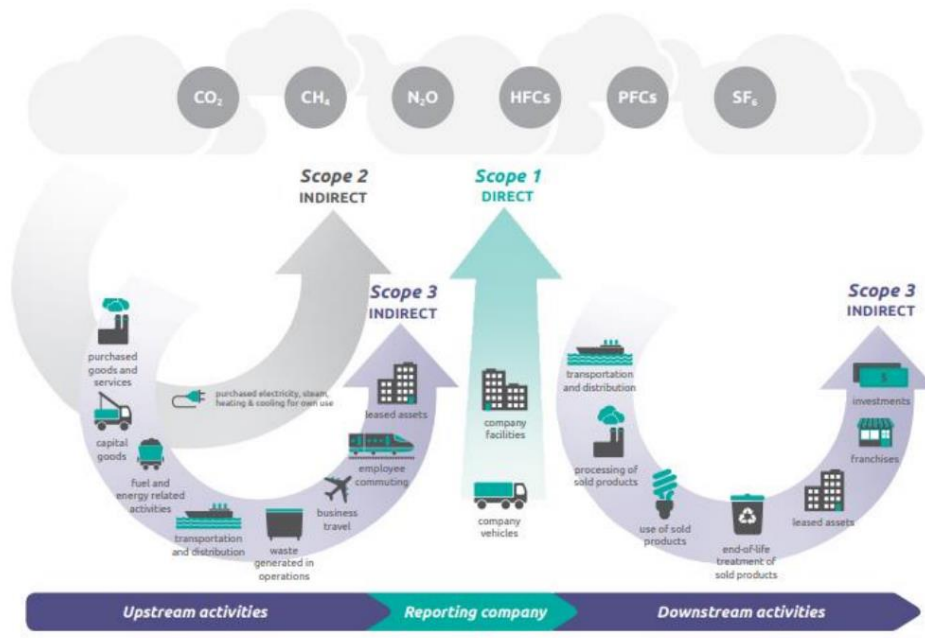 CO₂
CH₄
N₂O
HFCs
PFCs
SF₆
Scope 2
INDIRECT
Scope 1
DIRECT
Scope 3
INDIRECT
Scope 3
INDIRECT
purchased
goods and
services
capital
goods
fuel and
energy related
activities
transportation
and distribution
waste
generated in
operations
business
travel
employee
commuting
leased assets
purchased electricity, steam,
heating & cooling for own use
company
facilities
company
vehicles
transportation
and distribution
processing of
sold products
use of sold
products
end-of-life
treatment of
sold products
leased assets
franchises
investments
$
Upstream activities
Reporting company
Downstream activities